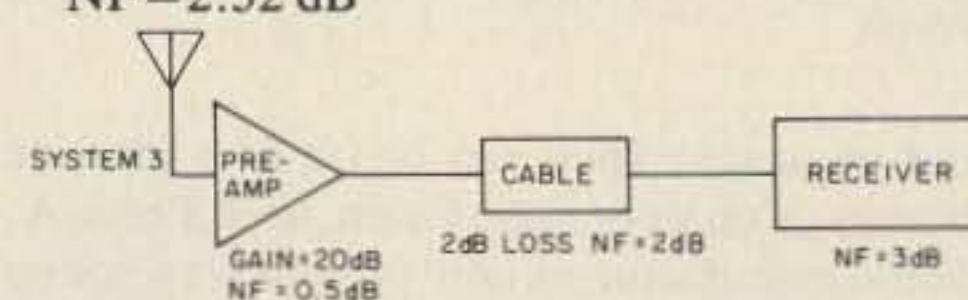 NF = 2.52 dB
SYSTEM 3
PRE-
AMP
CABLE
RECEIVER
GAIN=20dB
NF = 0.5dB
2dB LOSS NF=2dB
NF=3dB